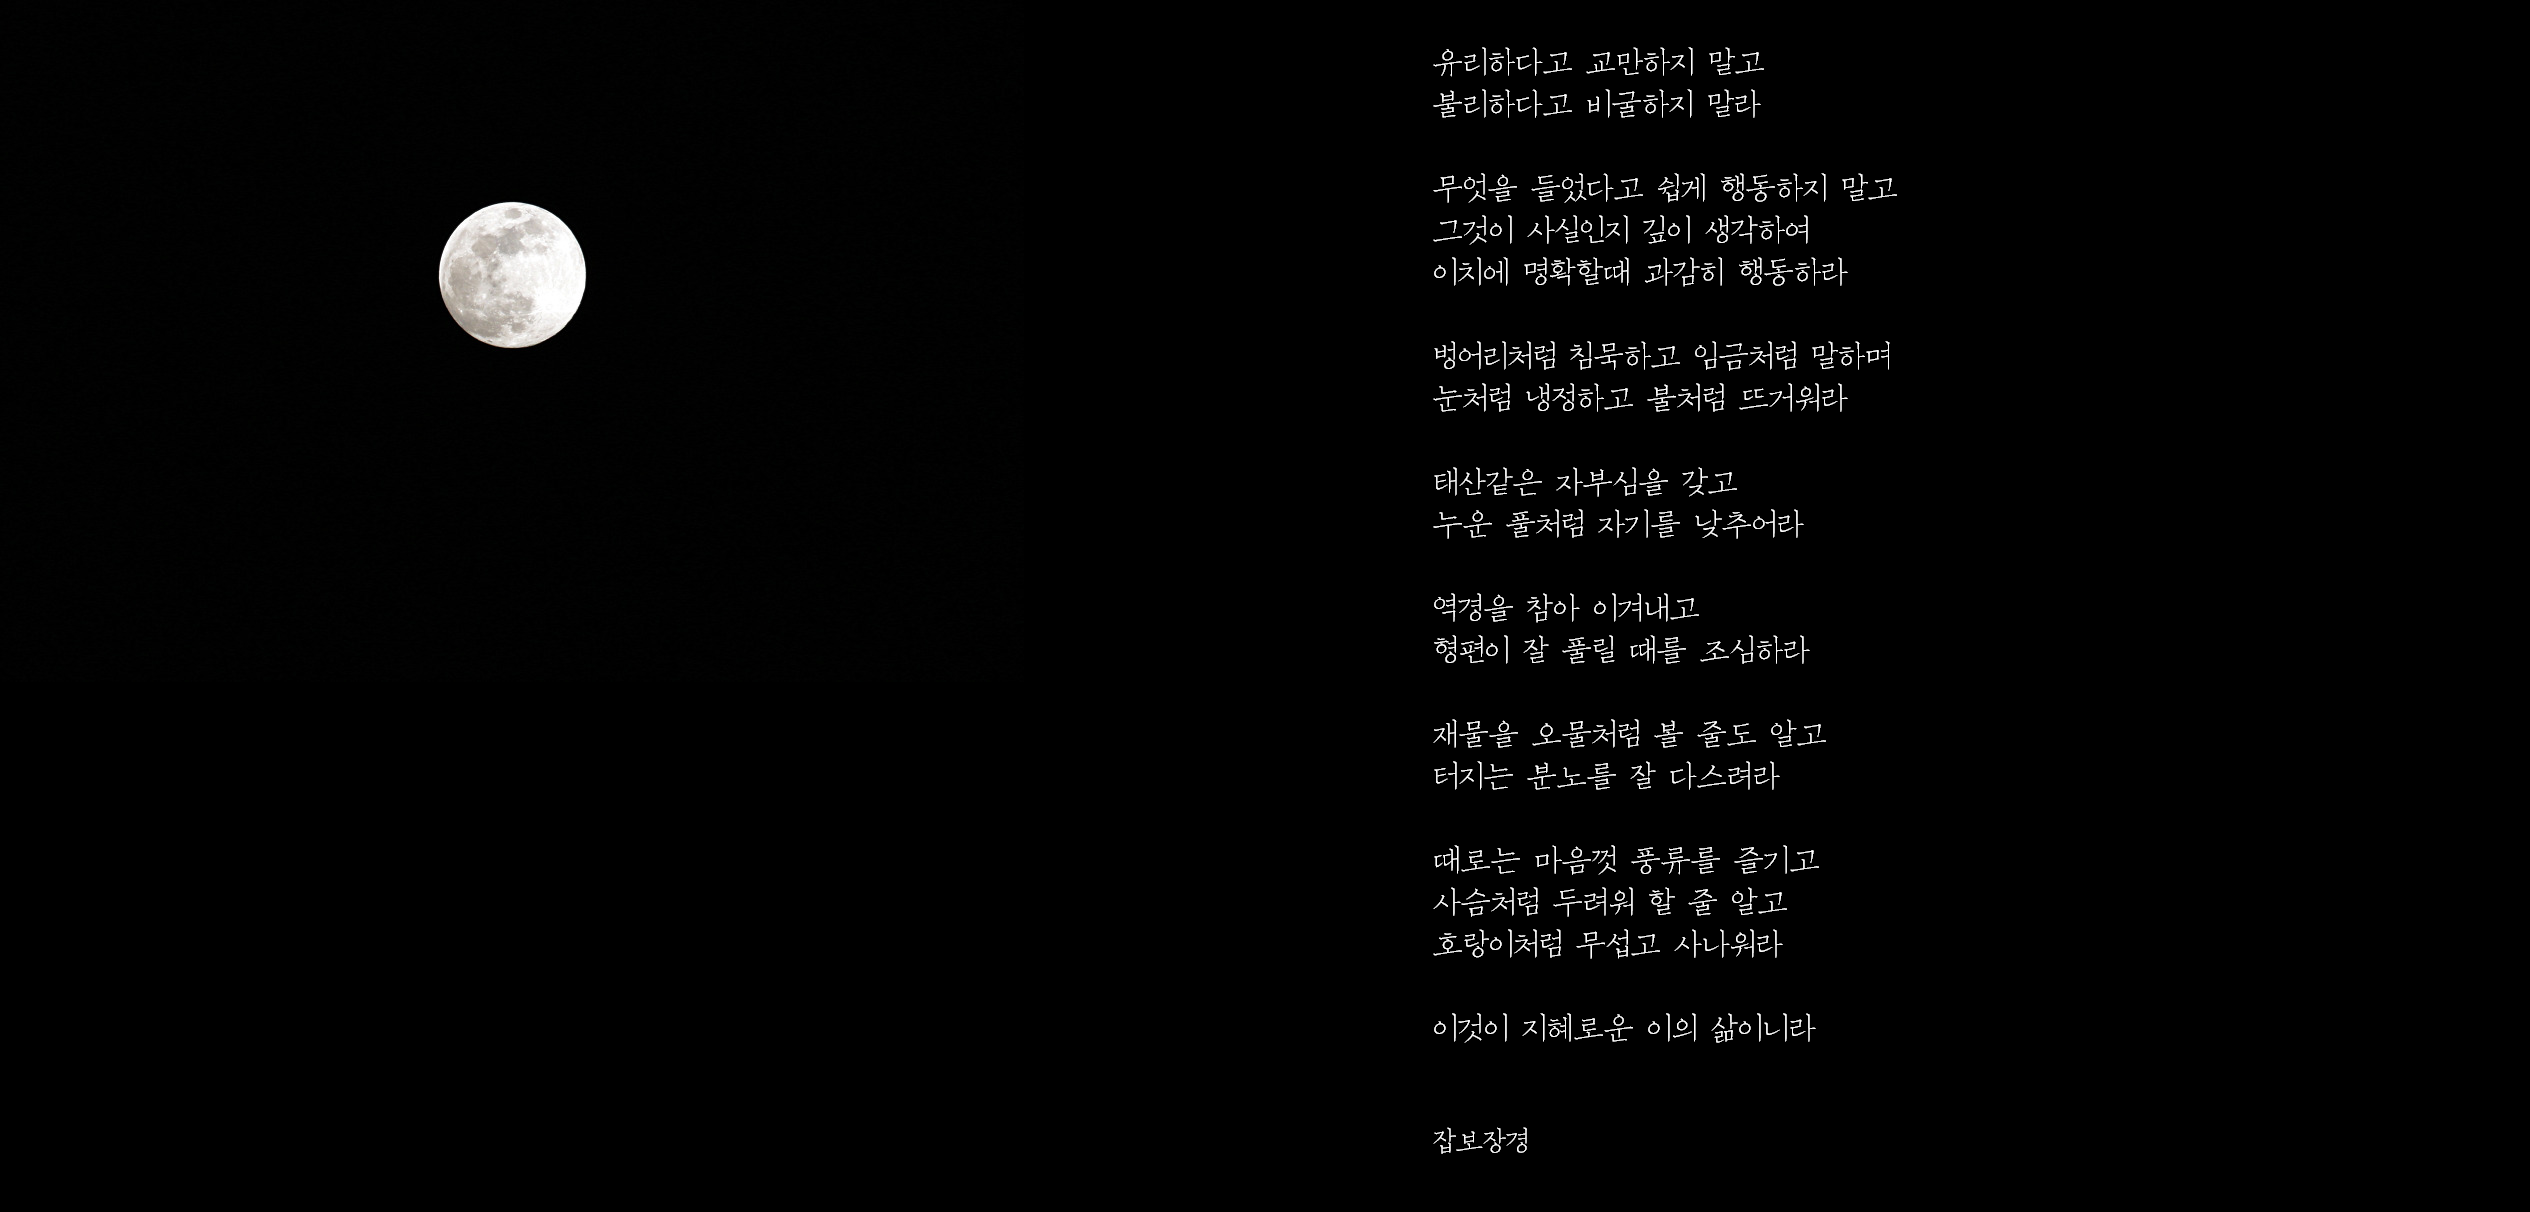 유리하다고 교만하지 말고
불리하다고 비굴하지 말라
무엇을 들었다고 쉽게 행동하지 말고
그것이 사실인지 깊이 생각하여
이치에 명확할때 과감히 행동하라
벙어리처럼 침묵하고 임금처럼 말하며
눈처럼 냉정하고 불처럼 뜨거워라
태산같은 자부심을 갖고
누운 풀처럼 자기를 낮추어라
역경을 참아 이겨내고
형편이 잘 풀릴 때를 조심하라
재물을 오물처럼 볼 줄도 알고
터지는 분노를 잘 다스려라
때로는 마음껏 풍류를 즐기고
사슴처럼 두려워 할 줄 알고
호랑이처럼 무섭고 사나워라
이것이 지혜로운 이의 삶이니라
잡보장경